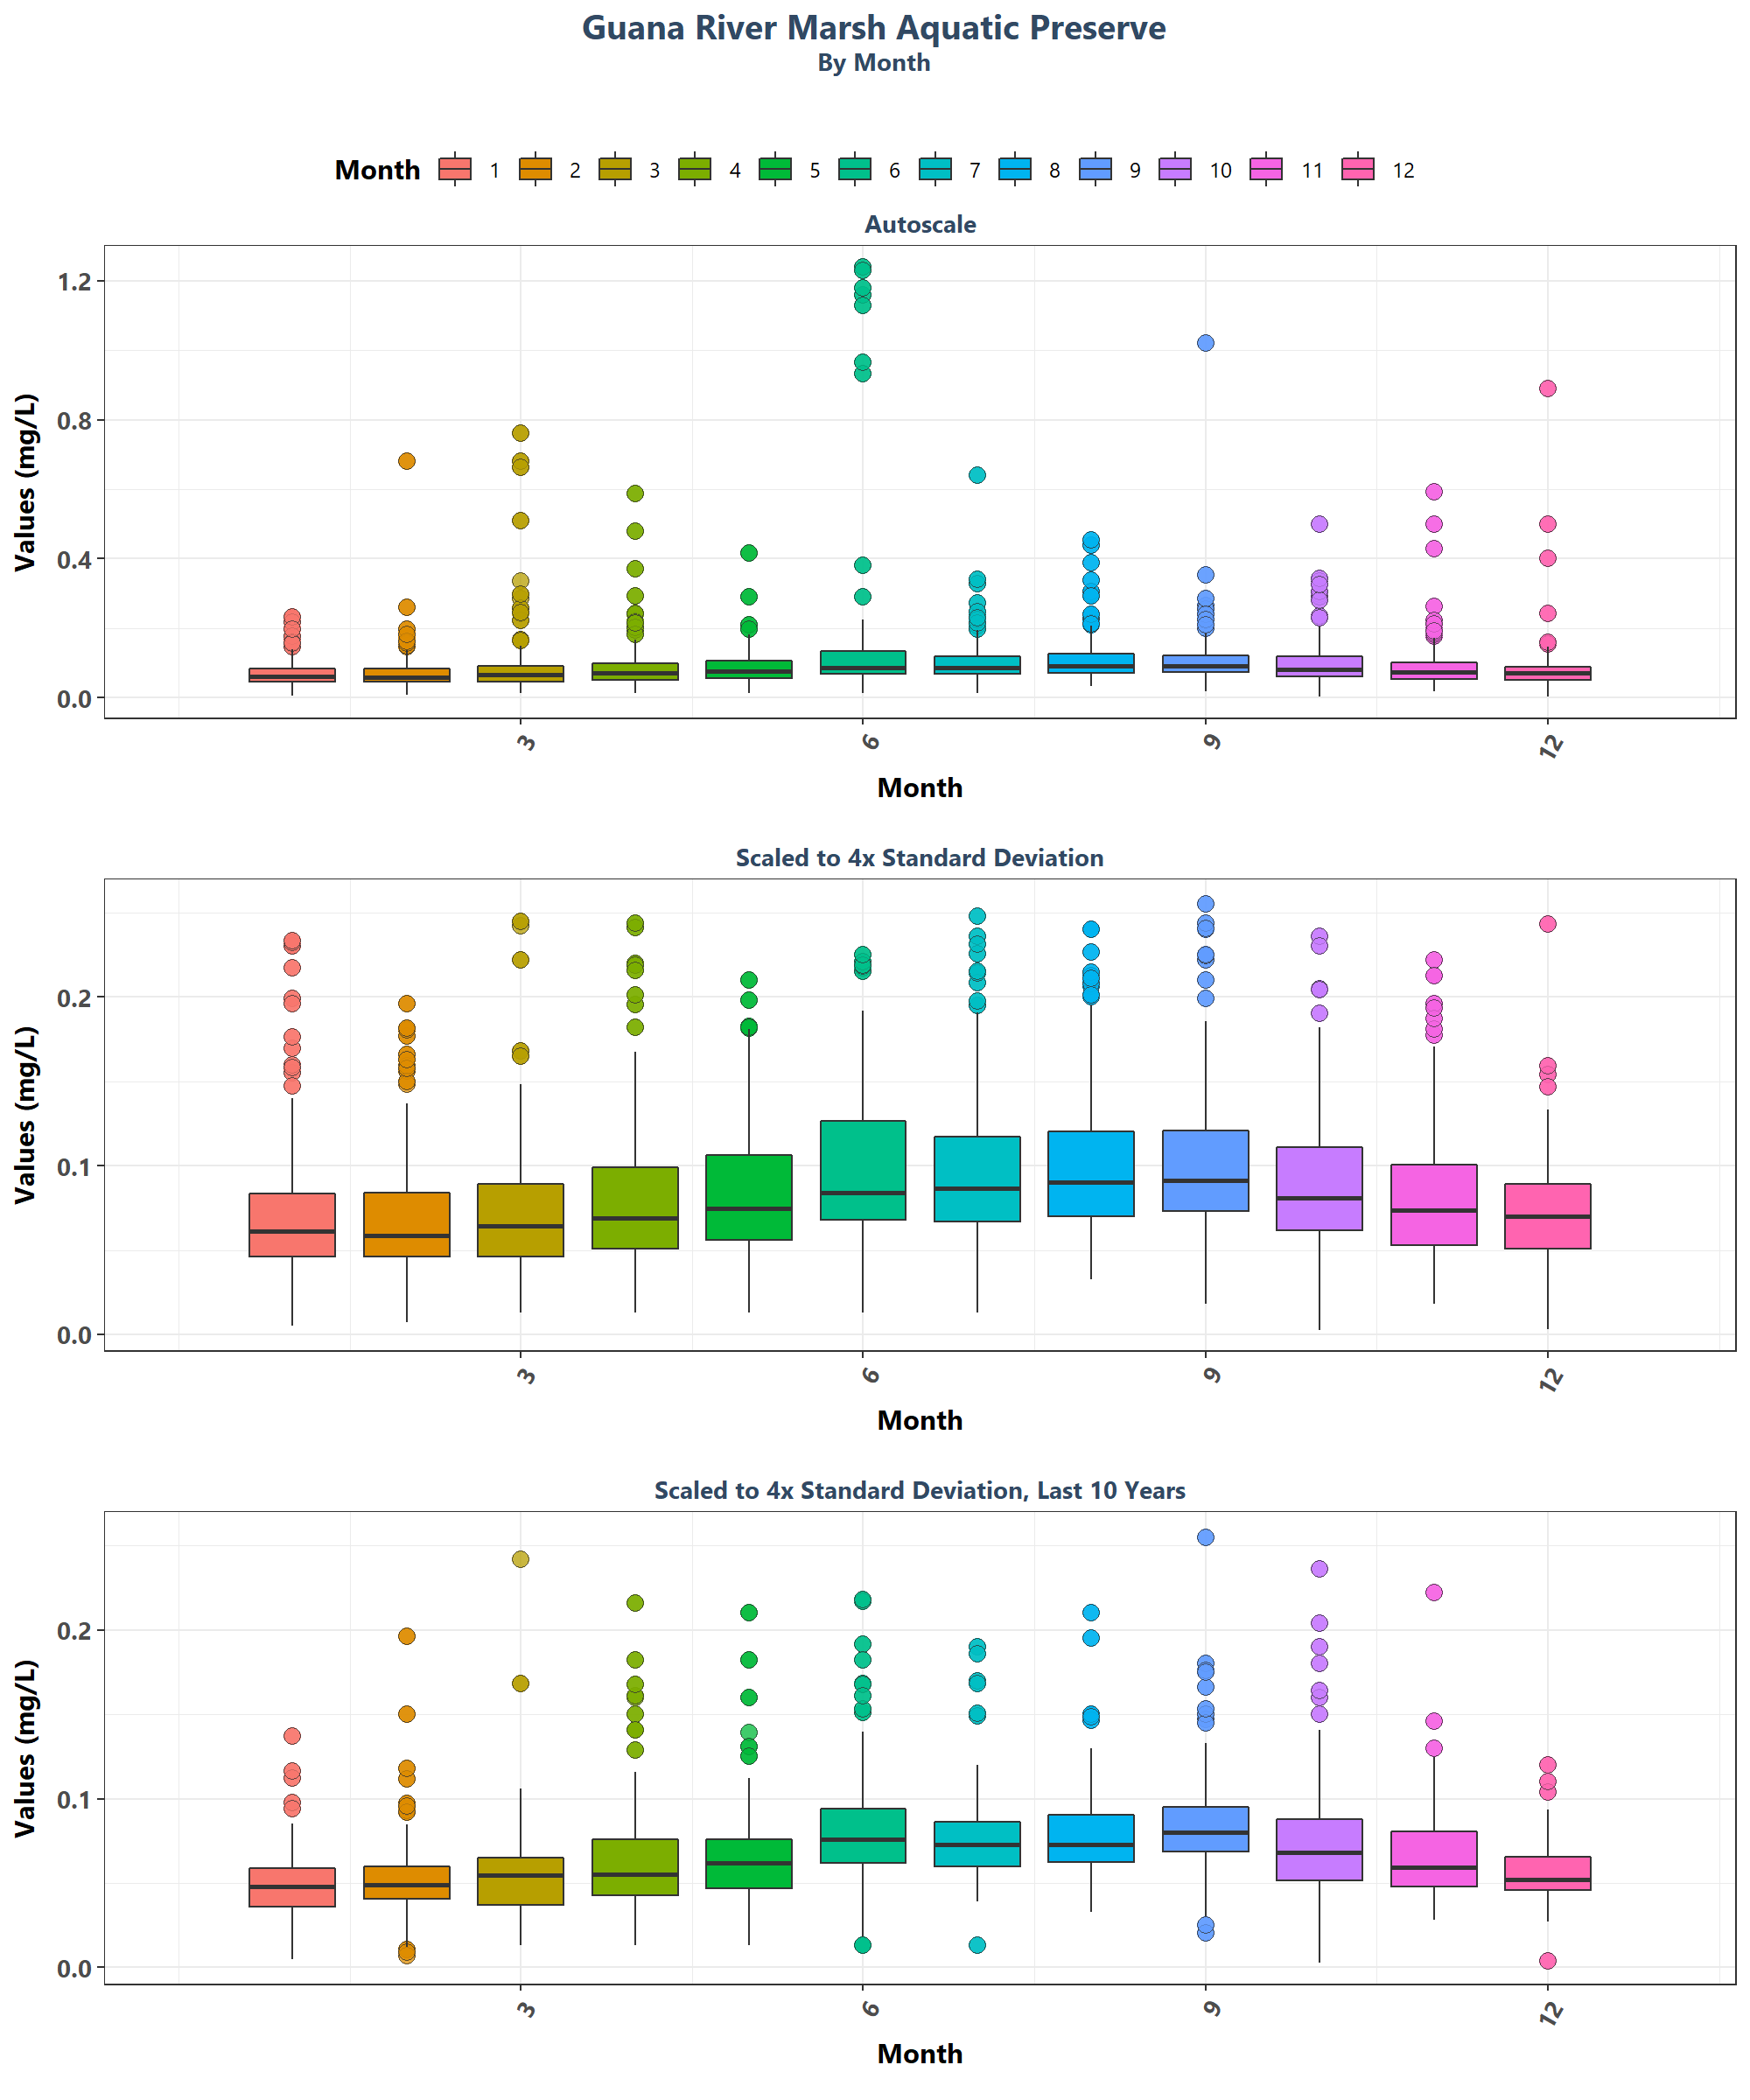 Guana River Marsh Aquatic Preserve
By Month
Month 1 2 3 4 5 6 7 8 9 10 11 12
Autoscale
Values (mg/L)
1.2
0.8
0.4
0.0
3 6 9 12
Month
Scaled to 4x Standard Deviation
Values (mg/L)
0.2
0.1
0.0
3 6 9 12
Month
Scaled to 4x Standard Deviation, Last 10 Years
Values (mg/L)
0.2
0.1
0.0
3 6 9 12
Month